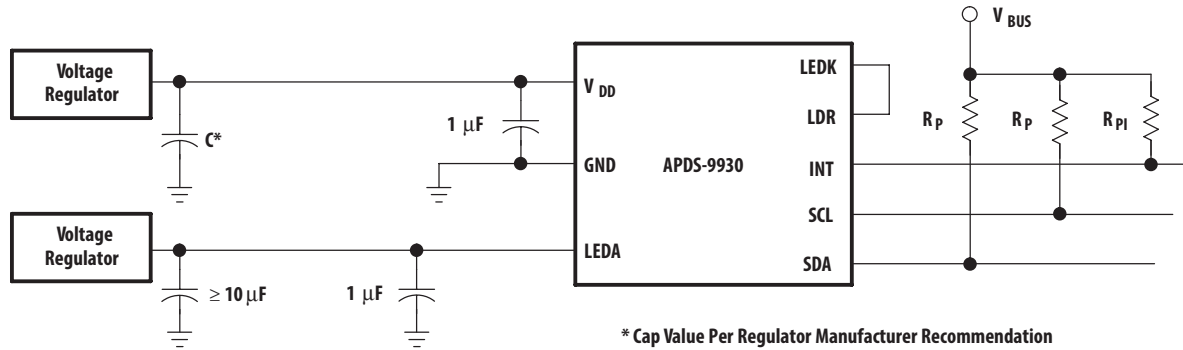 V BUS
Voltage
Regulator
C*
1 μF
V DD
GND
LEDA
APDS-9930
LEDK
LDR
INT
SCL
SDA
R P
R P
R PI
Voltage
Regulator
≥ 10 μF
1 μF
* Cap Value Per Regulator Manufacturer Recommendation